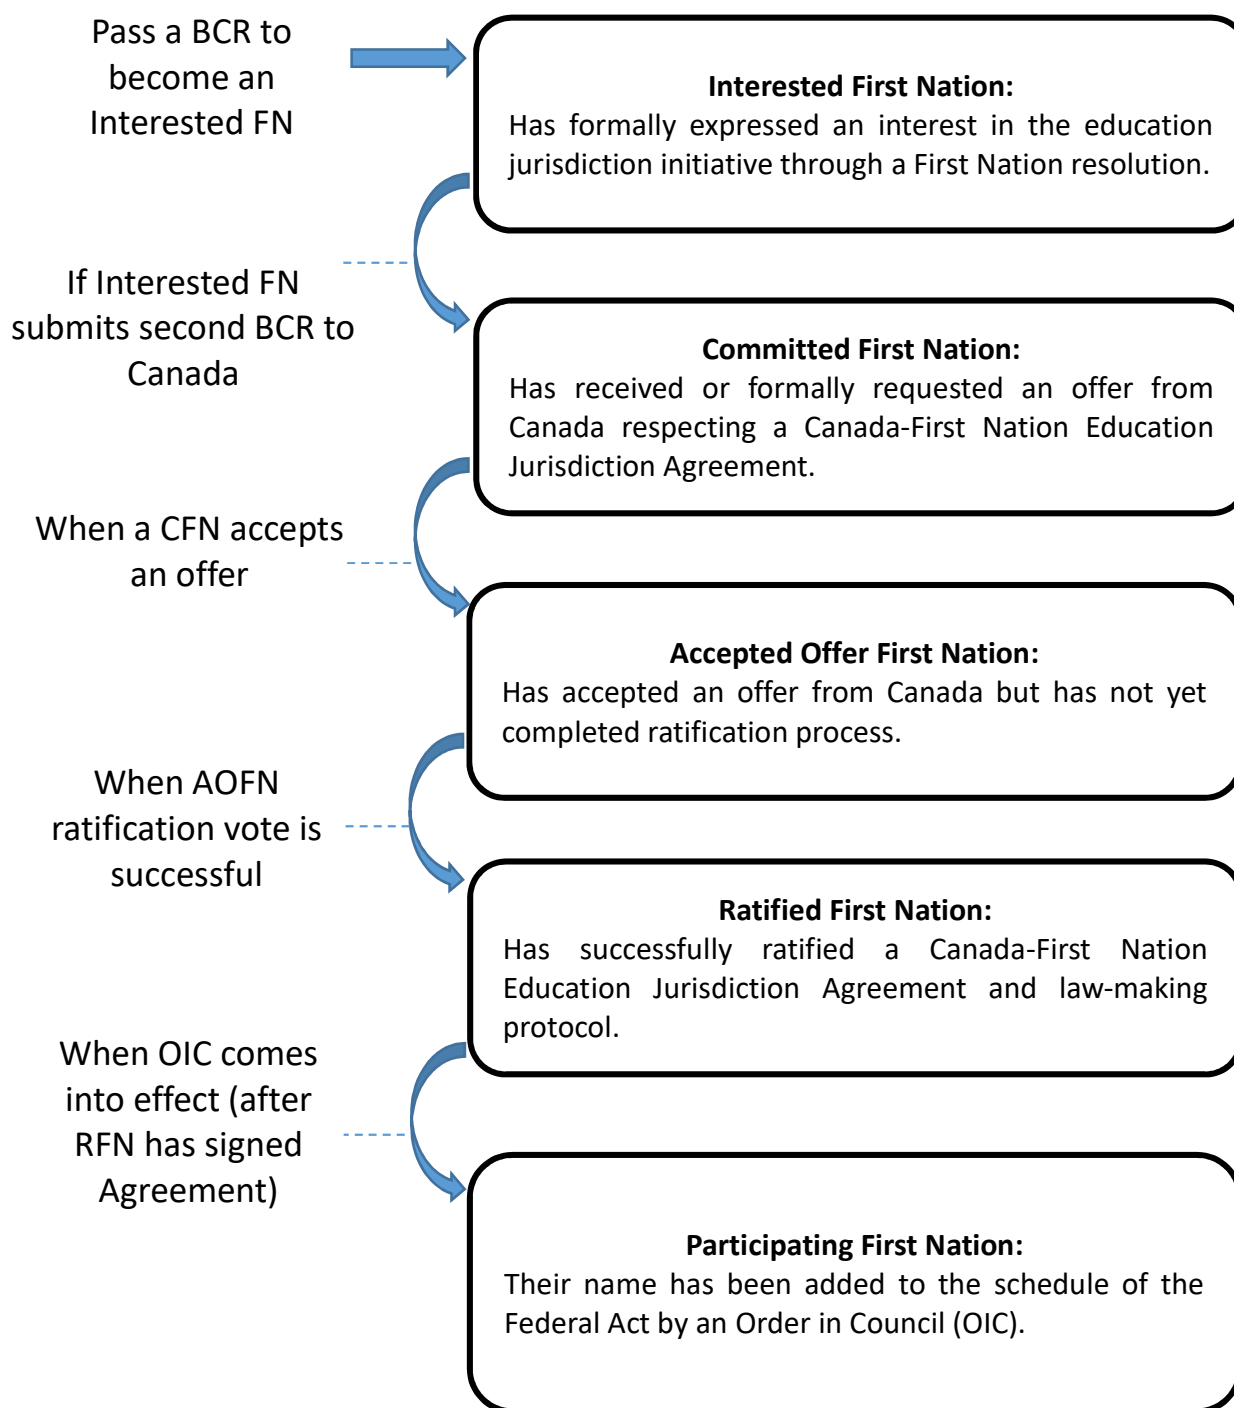 Pass a BCR to
become an
Interested FN
Interested First Nation:
Has formally expressed an interest in the education
jurisdiction initiative through a First Nation resolution.
If Interested FN
submits second BCR to
Canada
Committed First Nation:
Has received or formally requested an offer from
Canada respecting a Canada-First Nation Education
Jurisdiction Agreement.
When a CFN accepts
an offer
Accepted Offer First Nation:
Has accepted an offer from Canada but has not yet
completed ratification process.
When AOFN
ratification vote is
successful
Ratified First Nation:
Has successfully ratified a Canada-First Nation
Education Jurisdiction Agreement and law-making
protocol.
When OIC comes
into effect (after
RFN has signed
Agreement)
Participating First Nation:
Their name has been added to the schedule of the
Federal Act by an Order in Council (OIC).